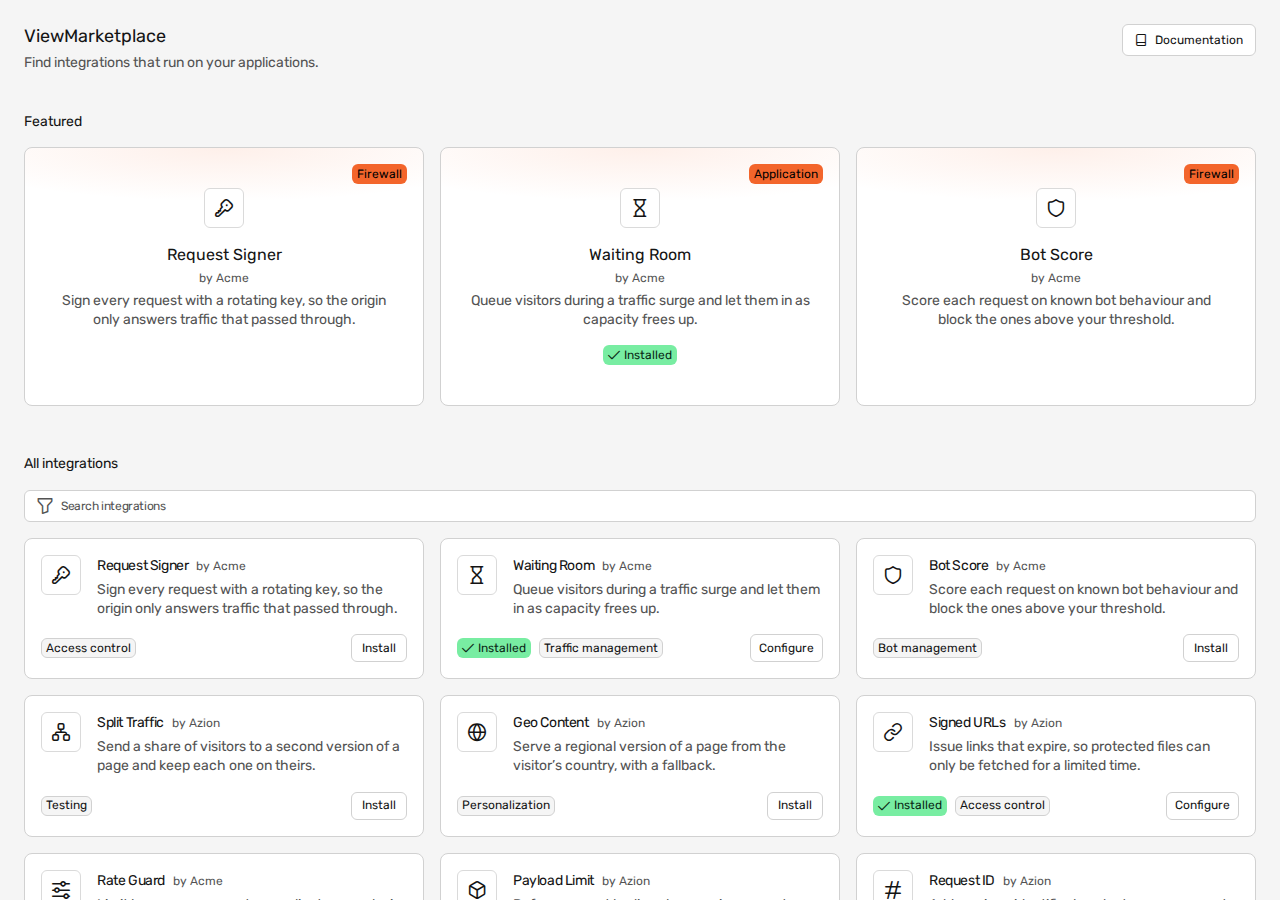 ViewMarketplace
Documentation
Find integrations that run on your applications.
Featured
Firewall
Request Signer
by Acme
Sign every request with a rotating key, so the origin
only answers traffic that passed through.
Application
Waiting Room
by Acme
Queue visitors during a traffic surge and let them in as
capacity frees up.
Installed
Firewall
Bot Score
by Acme
Score each request on known bot behaviour and
block the ones above your threshold.
All integrations
Search integrations
Request Signer by Acme
Sign every request with a rotating key, so the
origin only answers traffic that passed through.
Access control
Install
Waiting Room by Acme
Queue visitors during a traffic surge and let them
in as capacity frees up.
Installed
Traffic management
Configure
Bot Score by Acme
Score each request on known bot behaviour and
block the ones above your threshold.
Bot management
Install
Split Traffic by Azion
Send a share of visitors to a second version of a
page and keep each one on theirs.
Testing
Install
Geo Content by Azion
Serve a regional version of a page from the
visitor's country, with a fallback.
Personalization
Install
Signed URLs by Azion
Issue links that expire, so protected files can
only be fetched for a limited time.
Installed
Access control
Configure
Rate Guard by Acme
Payload Limit by Azion
Request ID by Azion